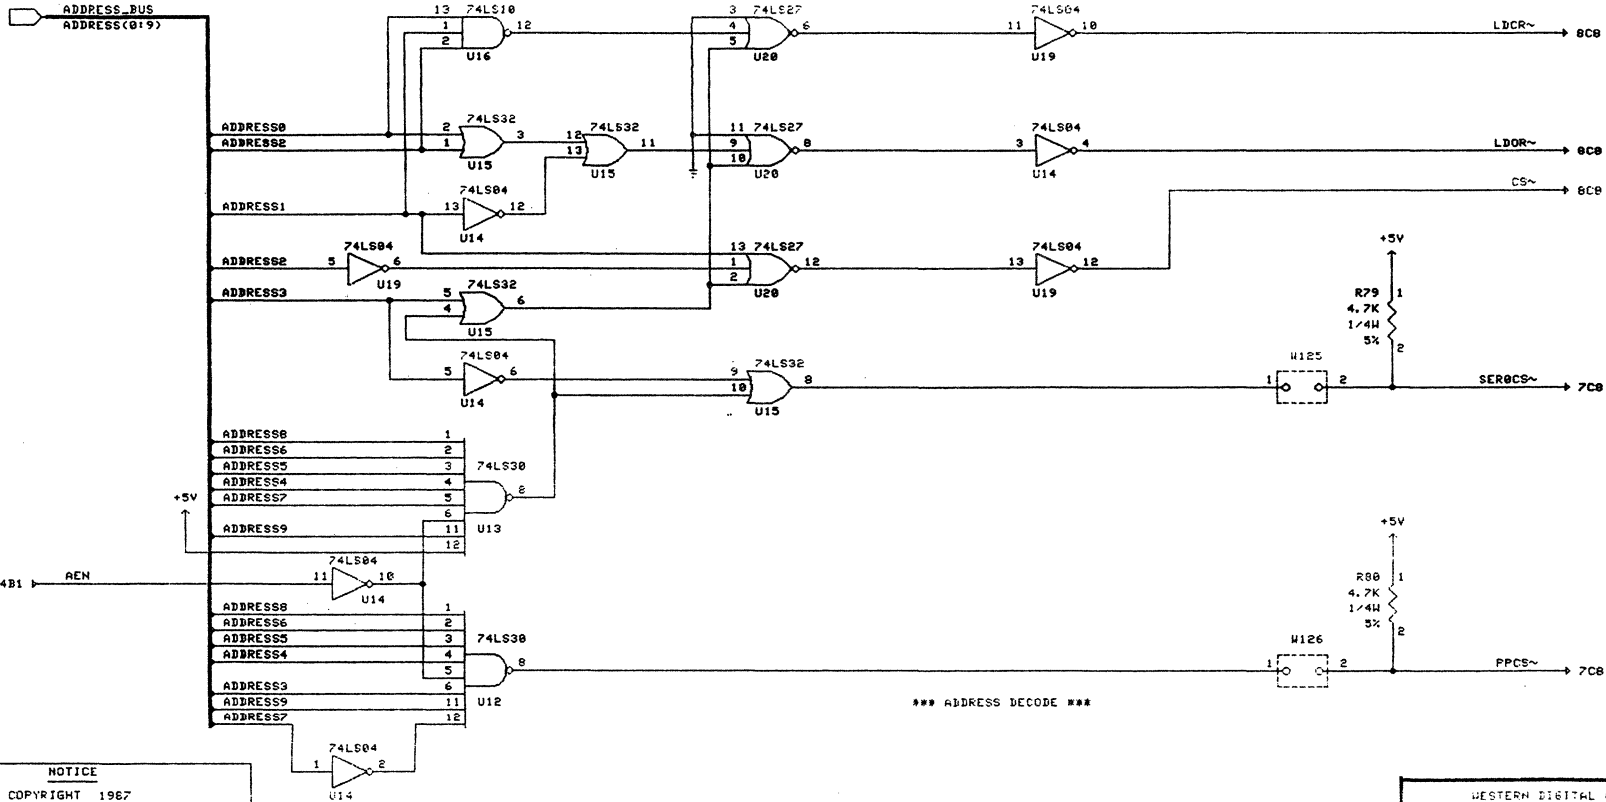 ADDRESS_BUS
ADDRESS(0:9)
13 74LS10
1
2
12
U16
3 74LS27
4
5
6
U20
11 74LS04 10
U19
LDCR~ 8C8
ADDRESS0
ADDRESS2
2 74LS32
1
3
U15
12 74LS32
13
11
U15
11 74LS27
9
10
8
U20
74LS04
3 4
U14
LDOR~ 8C8
CS~ 8C8
ADDRESS1
74LS04
13 12
U14
ADDRESS2
74LS04
5 6
U19
13 74LS27
1
2
12
U20
74LS04
13 12
U19
ADDRESS3
74LS32
5
4
6
U15
+5V
R79
4.7K
1/4W
5%
1
2
74LS04
5 6
U14
74LS32
9
10
8
U15
W125
1 2
SER0CS~ 7C8
ADDRESS8 1
ADDRESS6 2
ADDRESS5 3
ADDRESS4 4
ADDRESS7 5
6
ADDRESS9 11
12
74LS30
8
U13
+5V
4B1 AEN
74LS04
11 10
U14
ADDRESS8 1
ADDRESS6 2
ADDRESS5 3
ADDRESS4 4
5
ADDRESS3 6
ADDRESS9 11
ADDRESS7 12
74LS30
8
U12
+5V
R80
4.7K
1/4W
5%
1
2
W126
1 2
PPCS~ 7C8
*** ADDRESS DECODE ***
74LS04
1 2
U14
NOTICE
COPYRIGHT 1987
WESTERN DIGITAL